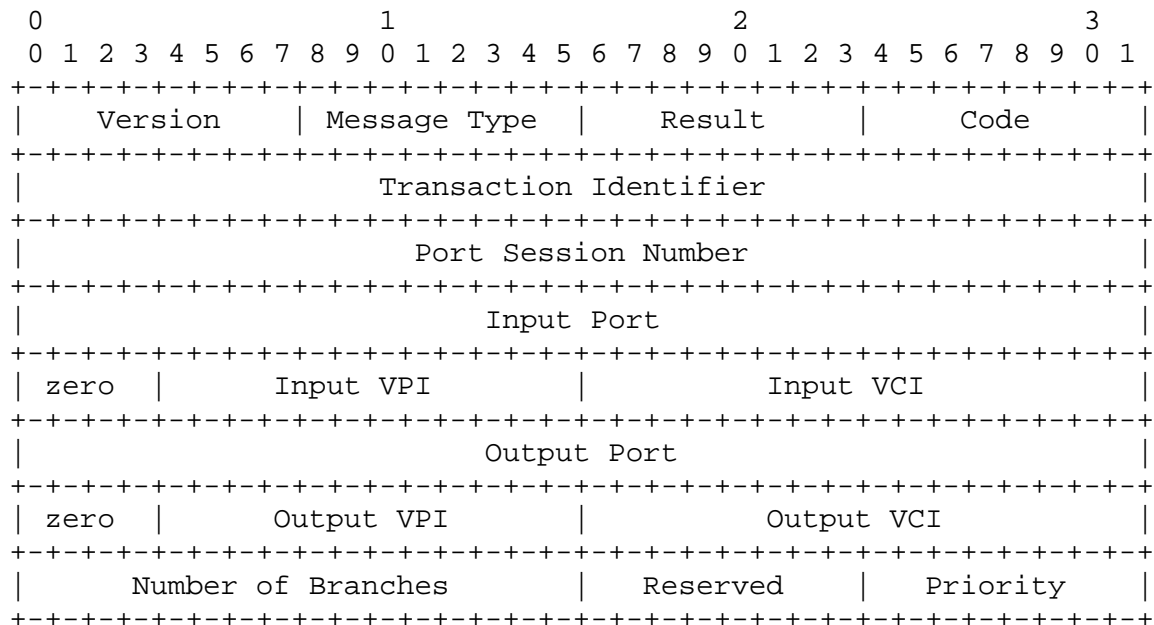 0                   1                   2                   3
 0 1 2 3 4 5 6 7 8 9 0 1 2 3 4 5 6 7 8 9 0 1 2 3 4 5 6 7 8 9 0 1
+-+-+-+-+-+-+-+-+-+-+-+-+-+-+-+-+-+-+-+-+-+-+-+-+-+-+-+-+-+-+-+-+
|    Version    | Message Type  |    Result     |     Code      |
+-+-+-+-+-+-+-+-+-+-+-+-+-+-+-+-+-+-+-+-+-+-+-+-+-+-+-+-+-+-+-+-+
|                    Transaction Identifier                     |
+-+-+-+-+-+-+-+-+-+-+-+-+-+-+-+-+-+-+-+-+-+-+-+-+-+-+-+-+-+-+-+-+
|                      Port Session Number                      |
+-+-+-+-+-+-+-+-+-+-+-+-+-+-+-+-+-+-+-+-+-+-+-+-+-+-+-+-+-+-+-+-+
|                          Input Port                           |
+-+-+-+-+-+-+-+-+-+-+-+-+-+-+-+-+-+-+-+-+-+-+-+-+-+-+-+-+-+-+-+-+
| zero  |      Input VPI        |          Input VCI            |
+-+-+-+-+-+-+-+-+-+-+-+-+-+-+-+-+-+-+-+-+-+-+-+-+-+-+-+-+-+-+-+-+
|                          Output Port                          |
+-+-+-+-+-+-+-+-+-+-+-+-+-+-+-+-+-+-+-+-+-+-+-+-+-+-+-+-+-+-+-+-+
| zero  |      Output VPI       |          Output VCI           |
+-+-+-+-+-+-+-+-+-+-+-+-+-+-+-+-+-+-+-+-+-+-+-+-+-+-+-+-+-+-+-+-+
|      Number of Branches       |   Reserved    |   Priority    |
+-+-+-+-+-+-+-+-+-+-+-+-+-+-+-+-+-+-+-+-+-+-+-+-+-+-+-+-+-+-+-+-+